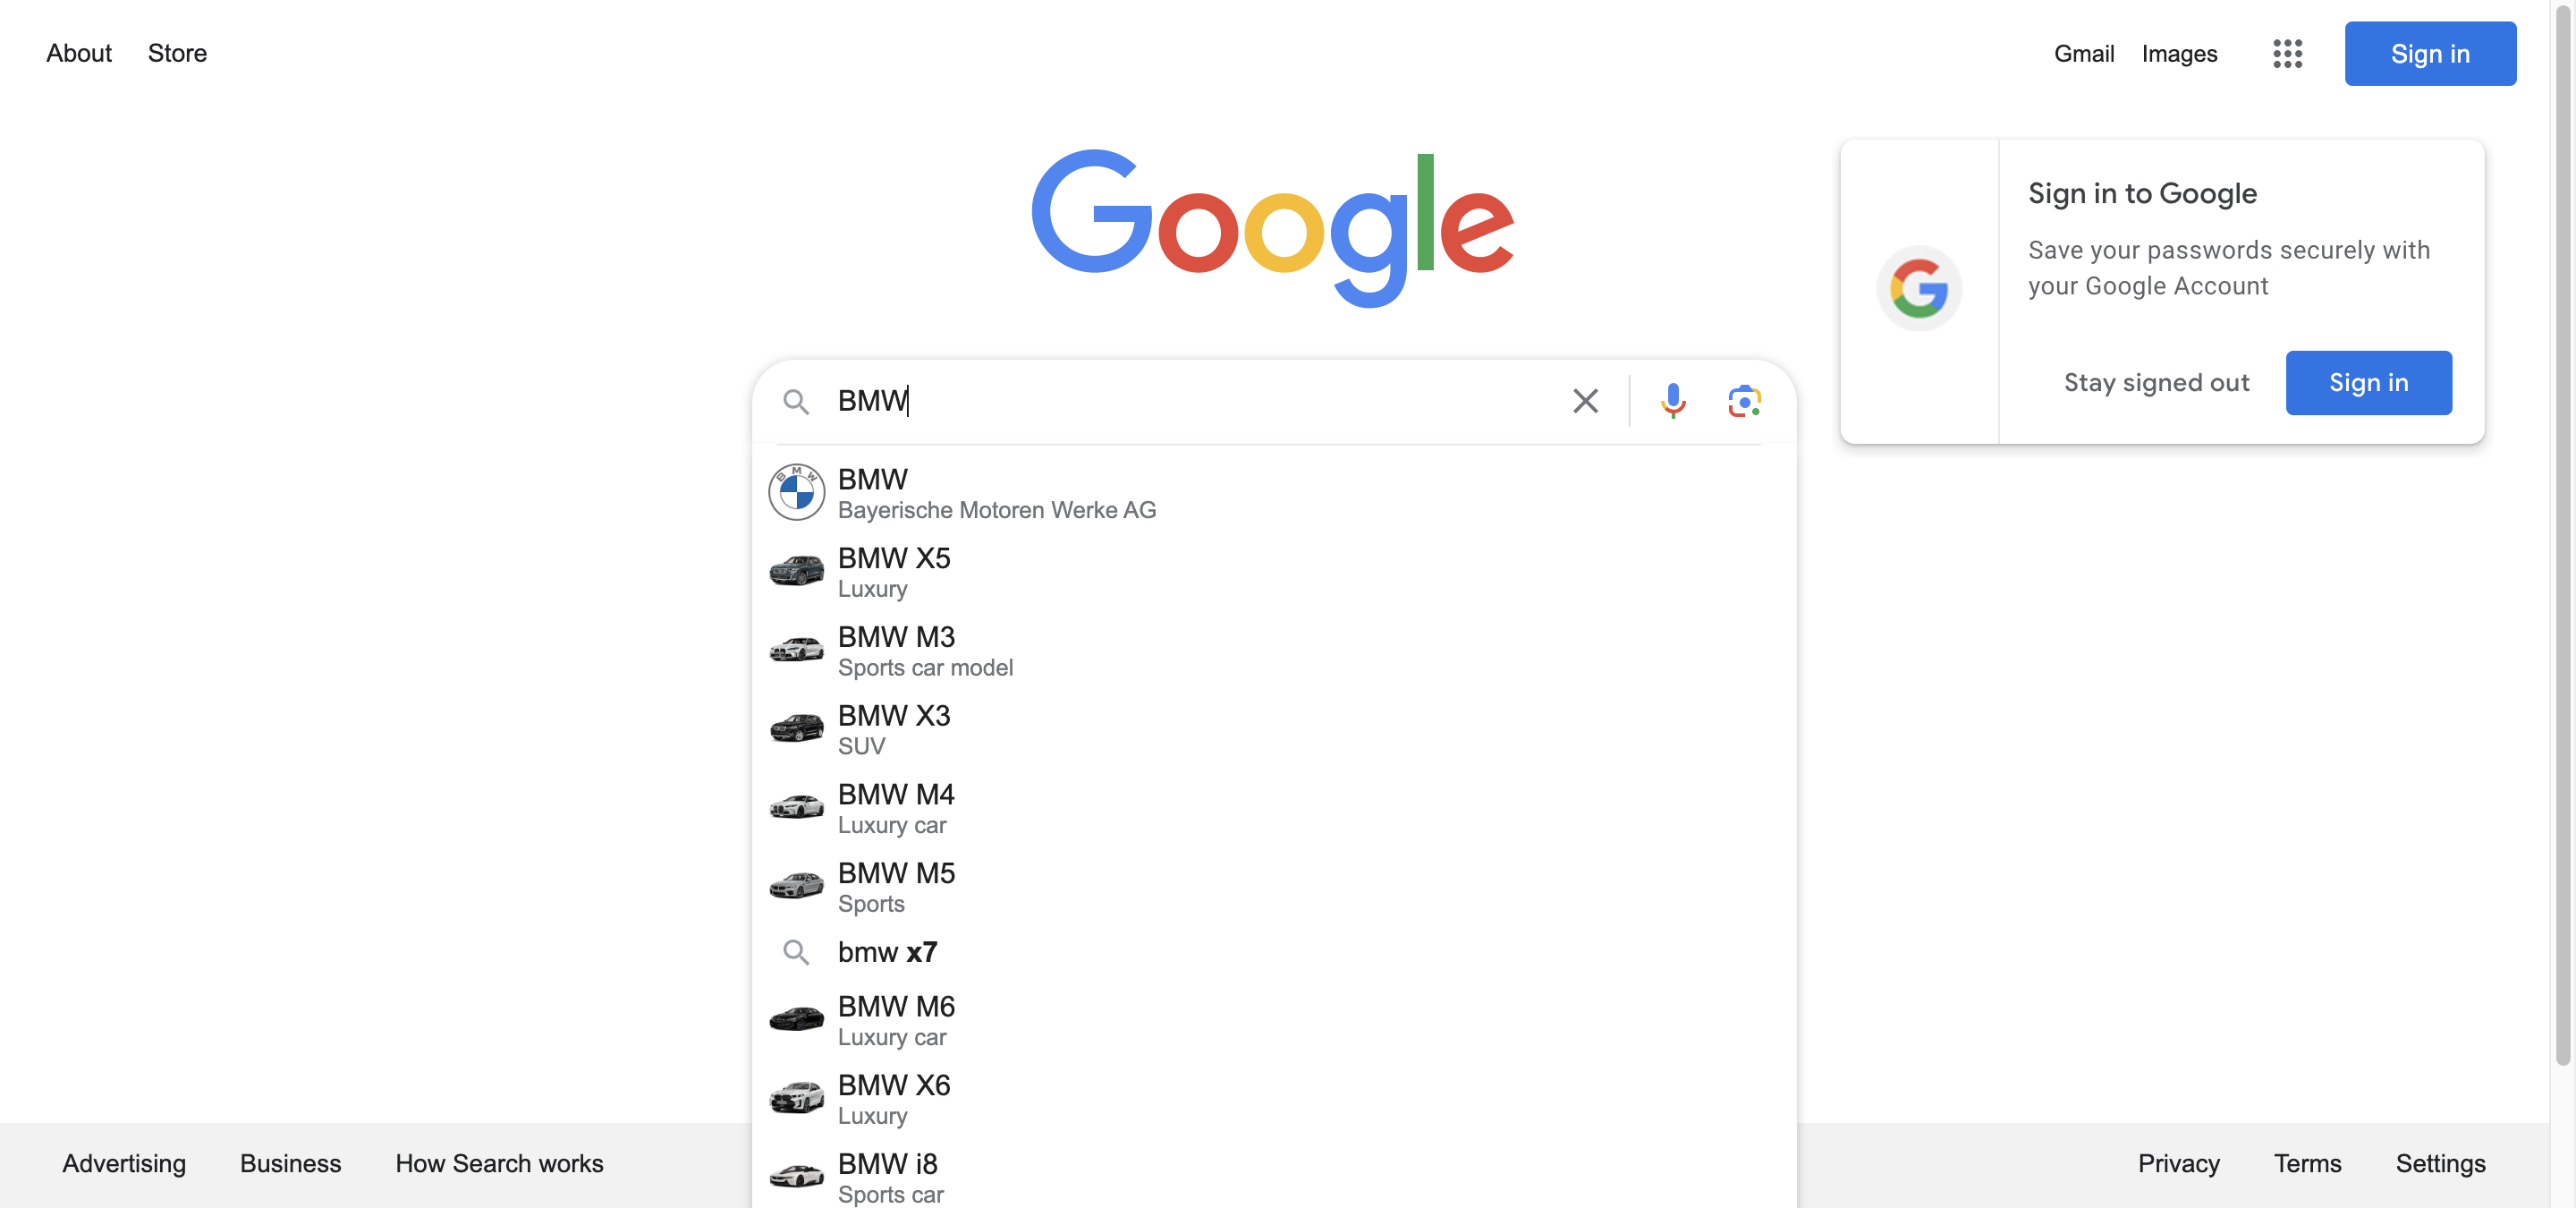 About Store
Gmail Images Sign in
Google
Sign in to Google
Save your passwords securely with
your Google Account
Stay signed out Sign in
BMW
BMW
Bayerische Motoren Werke AG
BMW X5
Luxury
BMW M3
Sports car model
BMW X3
SUV
BMW M4
Luxury car
BMW M5
Sports
bmw x7
BMW M6
Luxury car
BMW X6
Luxury
BMW i8
Sports car
Advertising Business How Search works
Privacy Terms Settings